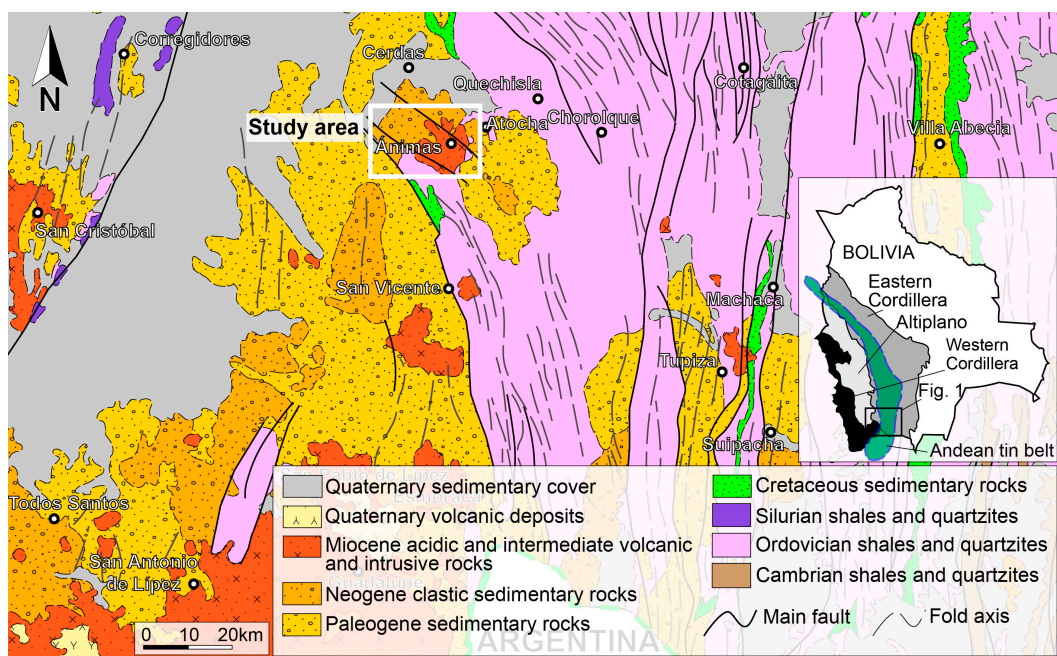 Corregidores
Cerdas
N
Quechisla
Cotagaita
Study area
Atocha
Chorolque
Villa Abecia
Ánimas
San Cristóbal
BOLIVIA
Eastern
Cordillera
San Vicente
Machaca
Altiplano
Western
Cordillera
Tupiza
Fig. 1
Suipacha
Andean tin belt
Todos Santos
San Antonio
de Lípez
0 10 20km
Quaternary sedimentary cover
Quaternary volcanic deposits
Miocene acidic and intermediate volcanic
and intrusive rocks
Neogene clastic sedimentary rocks
Paleogene sedimentary rocks
Cretaceous sedimentary rocks
Silurian shales and quartzites
Ordovician shales and quartzites
Cambrian shales and quartzites
Main fault
Fold axis
Guadalupe
ARGENTINA